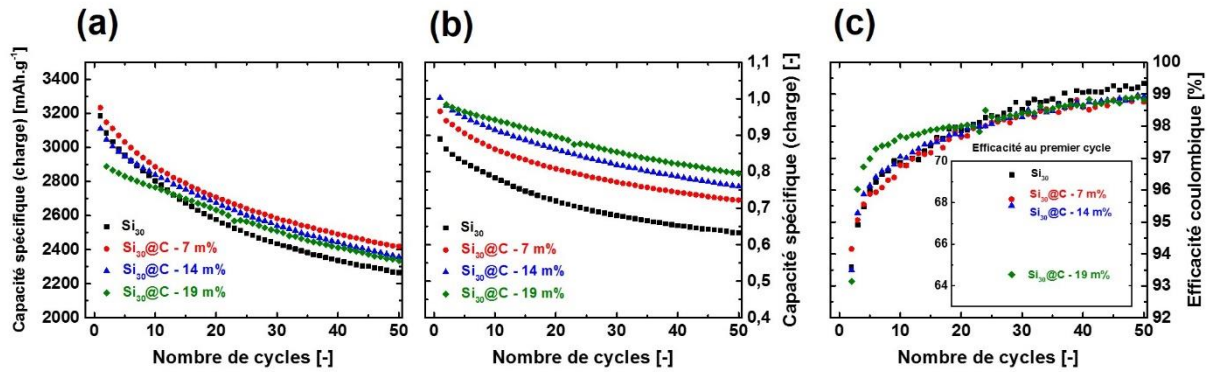 (a)
Capacité spécifique (charge) [mAh.g⁻¹]
3400
3200
3000
2800
2600
2400
2200
2000
Si₃₀
Si₃₀@C - 7 m%
Si₃₀@C - 14 m%
Si₃₀@C - 19 m%
0 10 20 30 40 50
Nombre de cycles [-]
(b)
Si₃₀
Si₃₀@C - 7 m%
Si₃₀@C - 14 m%
Si₃₀@C - 19 m%
0 10 20 30 40 50
Nombre de cycles [-]
1,1
1,0
0,9
0,8
0,7
0,6
0,5
0,4
Capacité spécifique (charge) [-]
(c)
Efficacité au premier cycle
70
68
66
64
Si₃₀
Si₃₀@C - 7 m%
Si₃₀@C - 14 m%
Si₃₀@C - 19 m%
0 10 20 30 40 50
Nombre de cycles [-]
100
99
98
97
96
95
94
93
92
Efficacité coulombique [%]